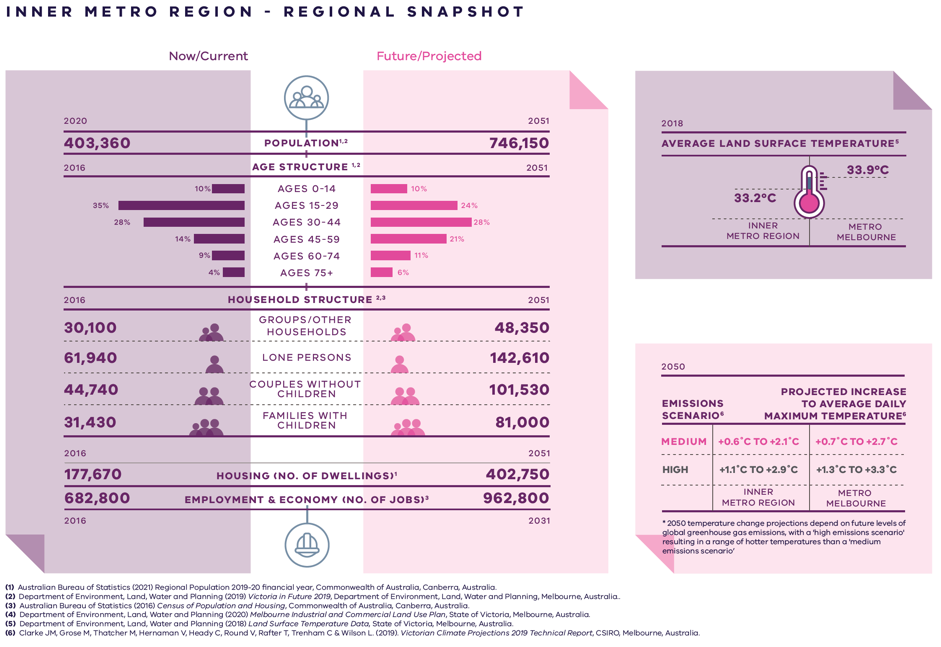 INNER METRO REGION - REGIONAL SNAPSHOT
Now/Current
Future/Projected
2020
2051
403,360
POPULATION¹,²
746,150
2016
AGE STRUCTURE ¹,²
2051
10%
AGES 0-14
10%
35%
AGES 15-29
24%
28%
AGES 30-44
28%
14%
AGES 45-59
21%
9%
AGES 60-74
11%
4%
AGES 75+
6%
2016
HOUSEHOLD STRUCTURE ²,³
2051
30,100
GROUPS/OTHER
HOUSEHOLDS
48,350
61,940
LONE PERSONS
142,610
44,740
COUPLES WITHOUT
CHILDREN
101,530
31,430
FAMILIES WITH
CHILDREN
81,000
2016
2051
177,670
HOUSING (NO. OF DWELLINGS)¹
402,750
682,800
EMPLOYMENT & ECONOMY (NO. OF JOBS)³
962,800
2016
2031
2018
AVERAGE LAND SURFACE TEMPERATURE⁵
33.9°C
33.2°C
INNER
METRO REGION
METRO
MELBOURNE
2050
EMISSIONS
SCENARIO⁶
PROJECTED INCREASE
TO AVERAGE DAILY
MAXIMUM TEMPERATURE⁶
MEDIUM
+0.6°C TO +2.1°C
+0.7°C TO +2.7°C
HIGH
+1.1°C TO +2.9°C
+1.3°C TO +3.3°C
INNER
METRO REGION
METRO
MELBOURNE
* 2050 temperature change projections depend on future levels of
global greenhouse gas emissions, with a 'high emissions scenario'
resulting in a range of hotter temperatures than a 'medium
emissions scenario'
(1) Australian Bureau of Statistics (2021) Regional Population 2019-20 financial year, Commonwealth of Australia, Canberra, Australia.
(2) Department of Environment, Land, Water and Planning (2019) Victoria in Future 2019, Department of Environment, Land, Water and Planning, Melbourne, Australia..
(3) Australian Bureau of Statistics (2016) Census of Population and Housing, Commonwealth of Australia, Canberra, Australia.
(4) Department of Environment, Land, Water and Planning (2020) Melbourne Industrial and Commercial Land Use Plan, State of Victoria, Melbourne, Australia.
(5) Department of Environment, Land, Water and Planning (2018) Land Surface Temperature Data, State of Victoria, Melbourne, Australia.
(6) Clarke JM, Grose M, Thatcher M, Hernaman V, Heady C, Round V, Rafter T, Trenham C & Wilson L. (2019). Victorian Climate Projections 2019 Technical Report, CSIRO, Melbourne, Australia.